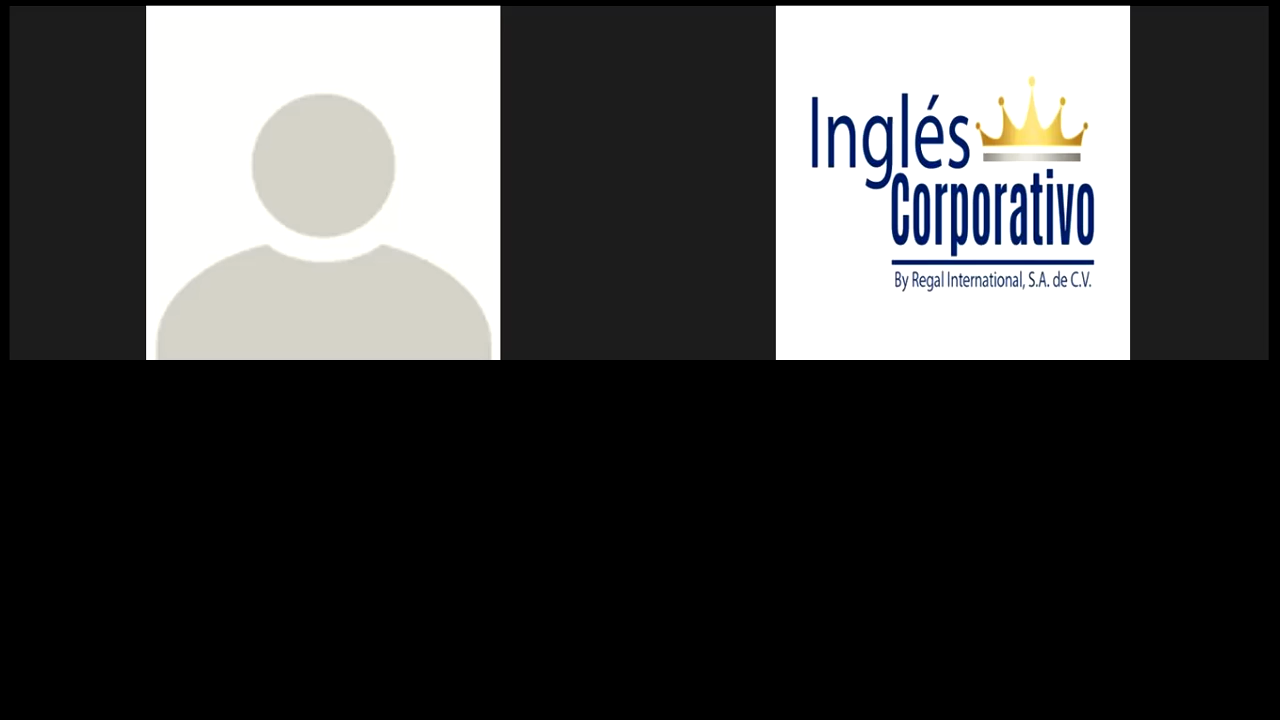 Inglés
Corporativo
By Regal International, S.A. de C.V.